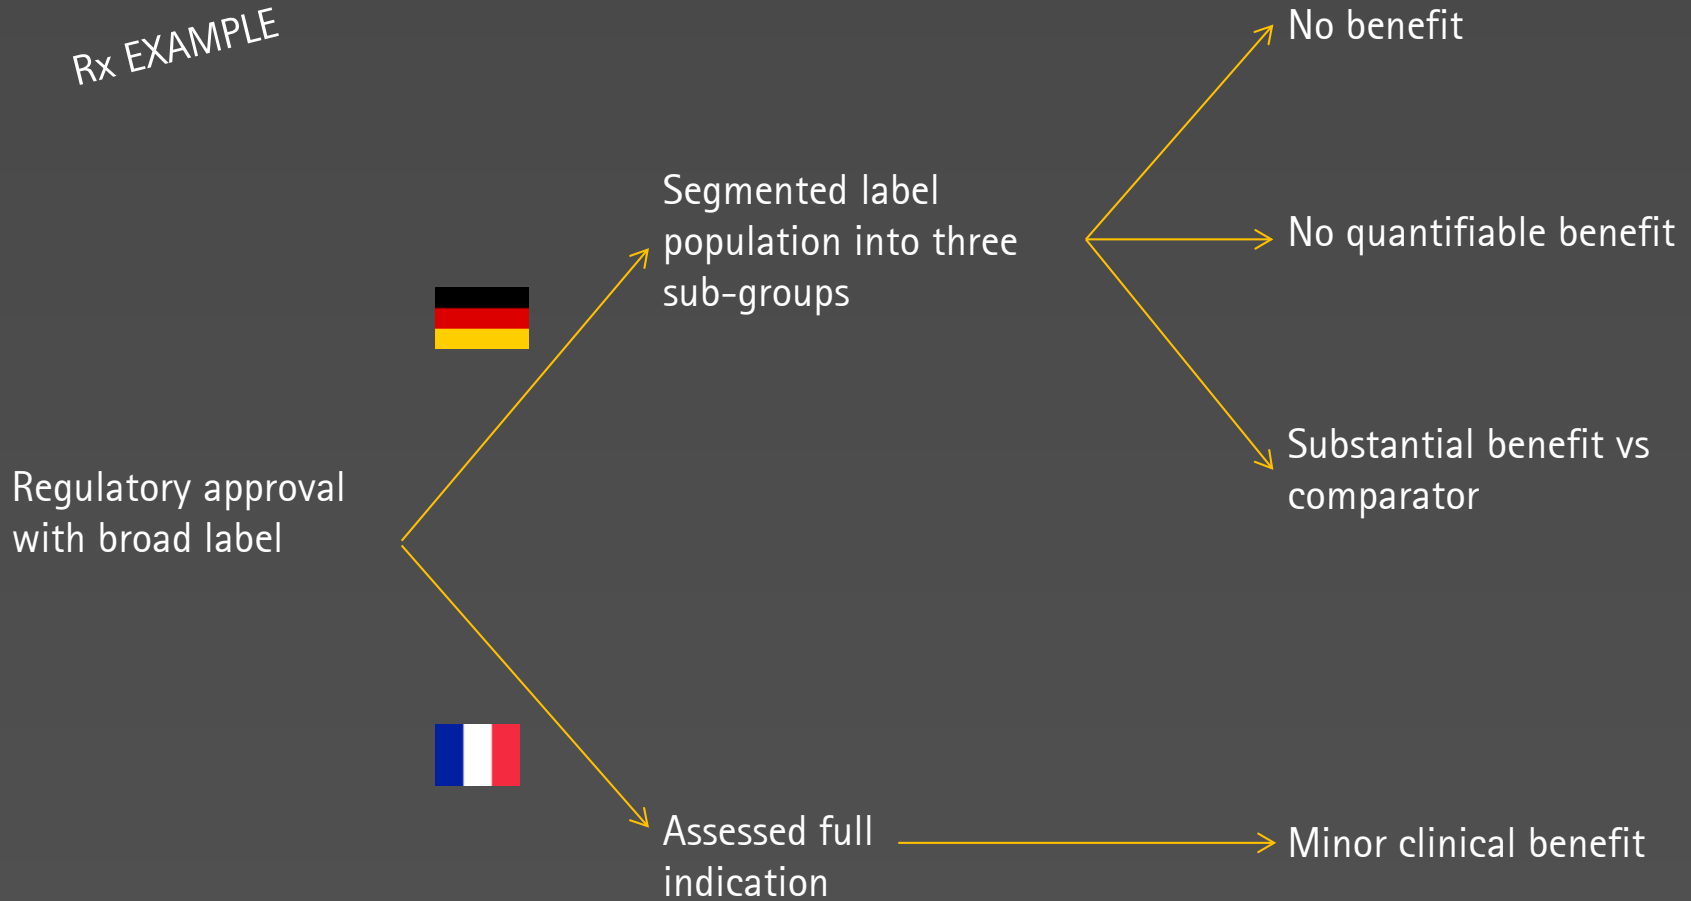 Rx EXAMPLE
Regulatory approval
with broad label
Segmented label
population into three
sub-groups
No benefit
No quantifiable benefit
Substantial benefit vs
comparator
Assessed full
indication
Minor clinical benefit